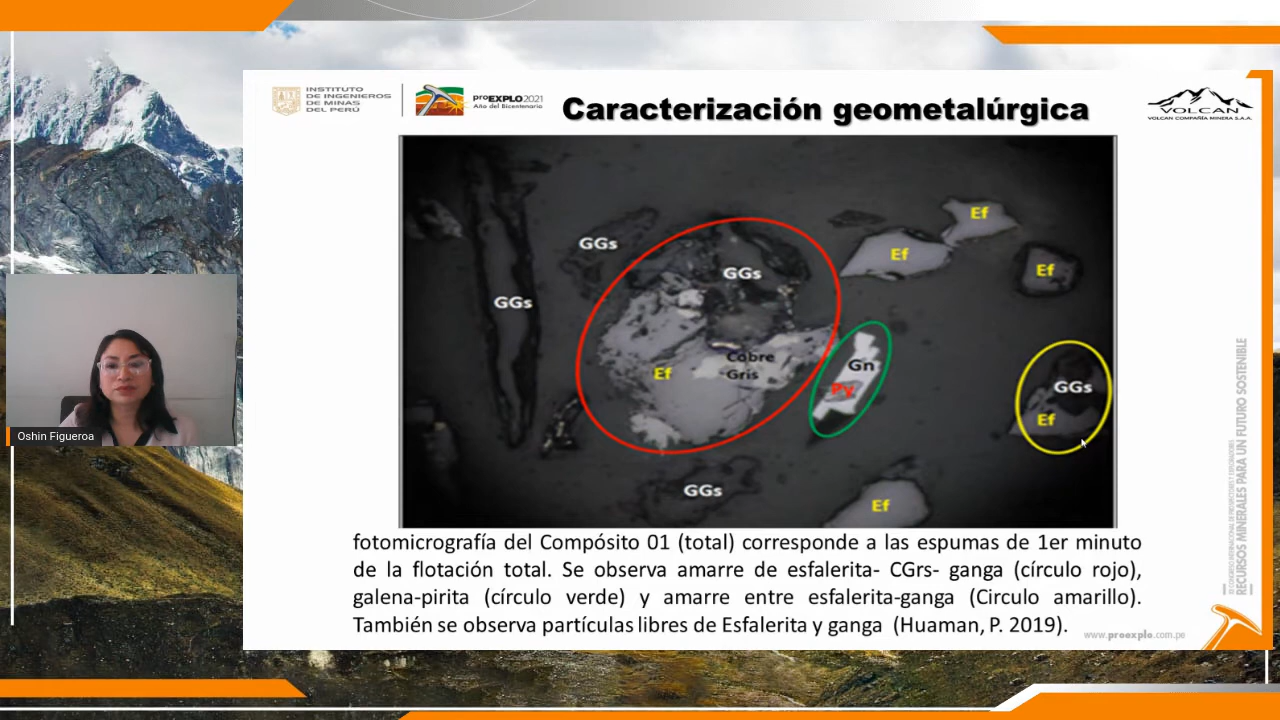 INSTITUTO
DE INGENIEROS
DE MINAS
DEL PERÚ
proEXPLO2021
Año del Bicentenario
Caracterización geometalúrgica
VOLCAN
VOLCAN COMPAÑÍA MINERA S.A.A.
Ef
GGs
Ef
GGs
Ef
GGs
Cobre
Gris
Gn
Ef
Py
GGs
Ef
GGs
Ef
Oshin Figueroa
fotomicrografía del Compósito 01 (total) corresponde a las espumas de 1er minuto
de la flotación total. Se observa amarre de esfalerita- CGrs- ganga (círculo rojo),
galena-pirita (círculo verde) y amarre entre esfalerita-ganga (Circulo amarillo).
También se observa partículas libres de Esfalerita y ganga (Huaman, P. 2019).
www.proexplo.com.pe
RECURSOS MINERALES PARA UN FUTURO SOSTENIBLE